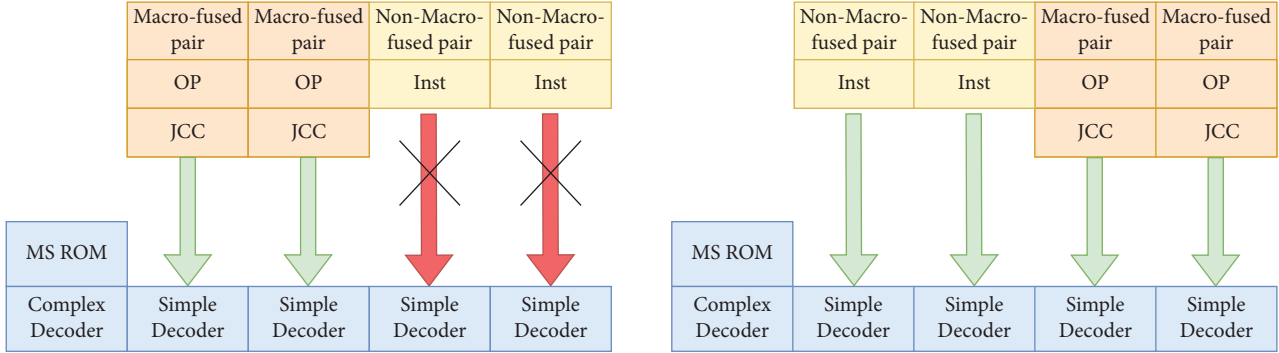 Macro-fused
pair
Macro-fused
pair
Non-Macro-
fused pair
Non-Macro-
fused pair
OP
OP
Inst
Inst
JCC
JCC
MS ROM
Complex
Decoder
Simple
Decoder
Simple
Decoder
Simple
Decoder
Simple
Decoder
Non-Macro-
fused pair
Non-Macro-
fused pair
Macro-fused
pair
Macro-fused
pair
Inst
Inst
OP
OP
JCC
JCC
MS ROM
Complex
Decoder
Simple
Decoder
Simple
Decoder
Simple
Decoder
Simple
Decoder